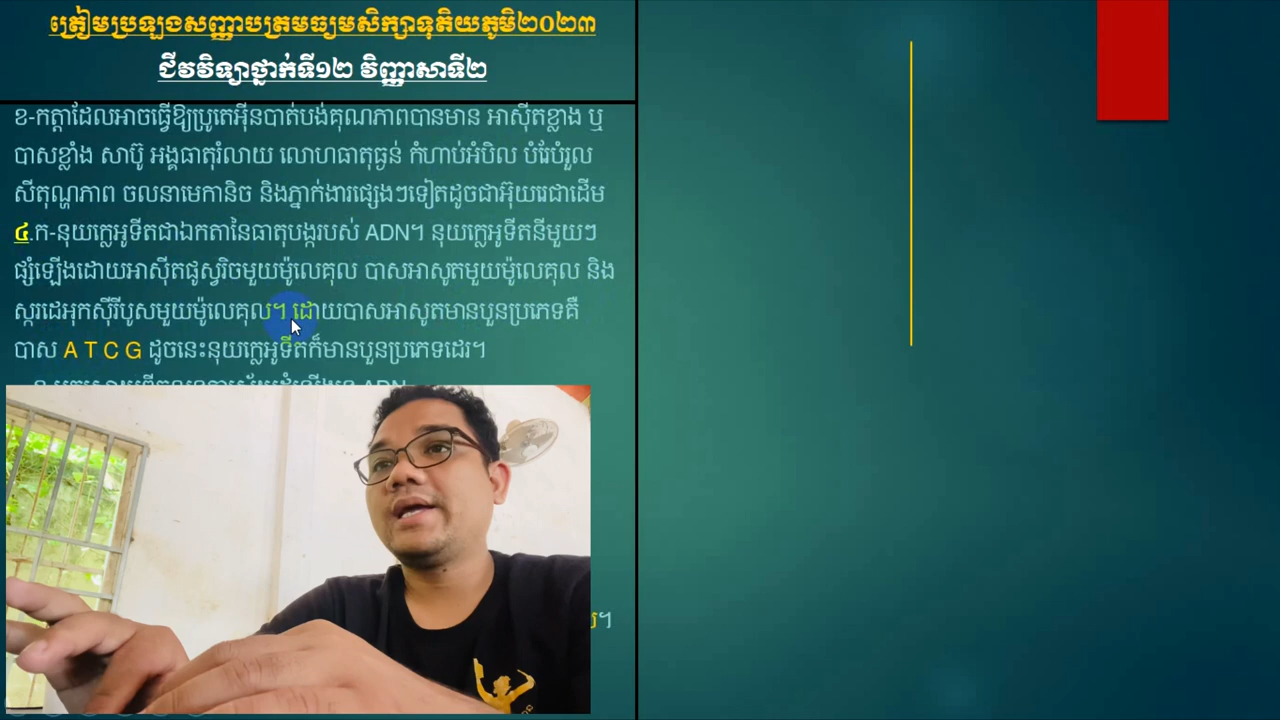 ត្រៀមប្រឡងសញ្ញាបត្រមធ្យមសិក្សាទុតិយភូមិ២០២៣
ជីវវិទ្យាថ្នាក់ទី១២ វិញ្ញាសាទី២
ខ-កត្តាដែលអាចធ្វើឱ្យប្រូតេអ៊ីនបាត់បង់គុណភាពបានមាន អាស៊ីតខ្លាង ឬ
បាសខ្លាំង សាប៊ូ អង្គធាតុរំលាយ លោហធាតុធ្ងន់ កំហាប់អំបិល បំរែបំរួល
សីតុណ្ហភាព ចលនាមេកានិច និងភ្នាក់ងារផ្សេងៗទៀតដូចជាអ៊ុយរេជាដើម
៤.ក-នុយក្លេអូទីតជាឯកតានៃធាតុបង្ករបស់ ADN។ នុយក្លេអូទីតនីមួយៗ
ផ្សំឡើងដោយអាស៊ីតផូស្វរិចមួយម៉ូលេគុល បាសអាសូតមួយម៉ូលេគុល និង
ស្ករដេអុកស៊ីរីបូសមួយម៉ូលេគុល។ ដោយបាសអាសូតមានបួនប្រភេទគឺ
បាស A T C G ដូចនេះនុយក្លេអូទីតក៏មានបួនប្រភេទដេរ។
ADN